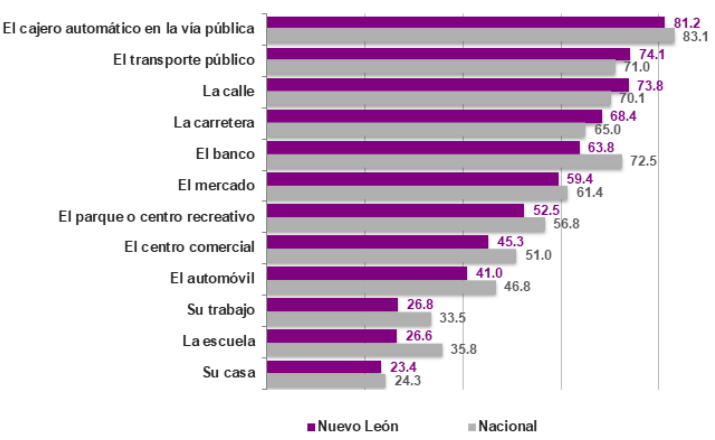 El cajero automático en la vía pública
81.2
83.1
El transporte público
74.1
71.0
La calle
73.8
70.1
La carretera
68.4
65.0
El banco
63.8
72.5
El mercado
59.4
61.4
El parque o centro recreativo
52.5
56.8
El centro comercial
45.3
51.0
El automóvil
41.0
46.8
Su trabajo
26.8
33.5
La escuela
26.6
35.8
Su casa
23.4
24.3
Nuevo León
Nacional